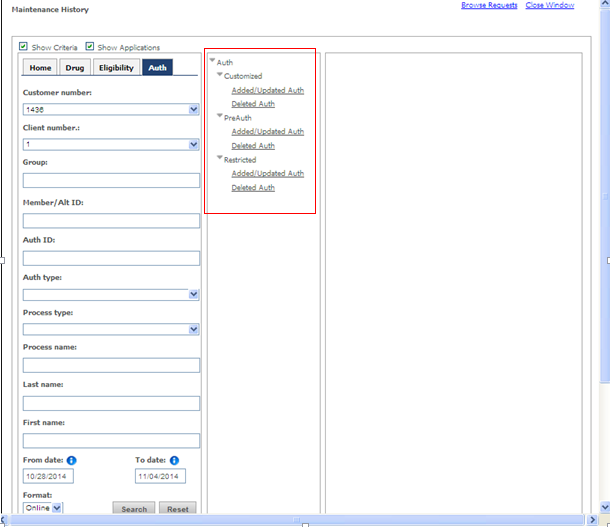 Maintenance History
Browse Requests Close Window
Show Criteria Show Applications
Home Drug Eligibility Auth
Customer number:
1436
Client number.:
1
Group:
Member/Alt ID:
Auth ID:
Auth type:
Process type:
Process name:
Last name:
First name:
From date: To date:
10/28/2014 11/04/2014
Format:
Online Search Reset
Auth
Customized
Added/Updated Auth
Deleted Auth
PreAuth
Added/Updated Auth
Deleted Auth
Restricted
Added/Updated Auth
Deleted Auth